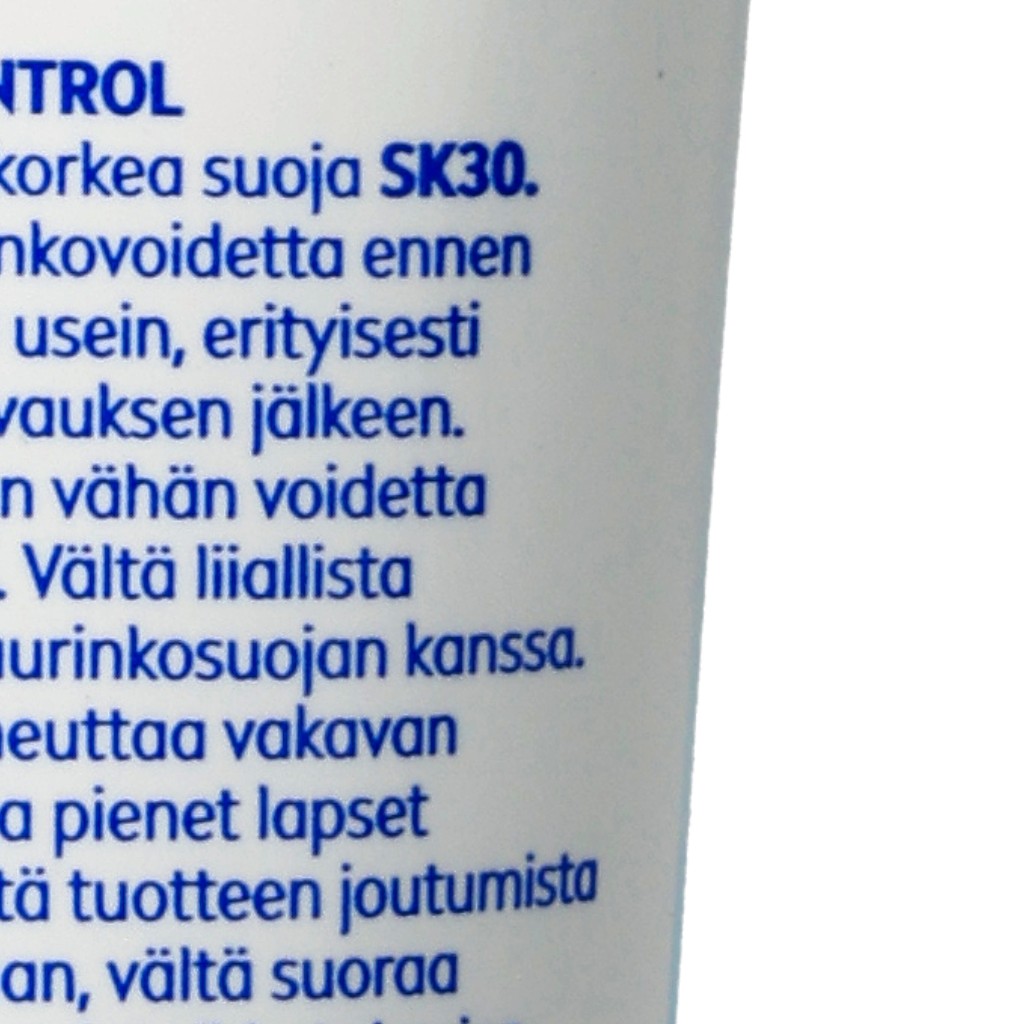 NTROL
korkea suoja SK30.
nkovoidetta ennen
usein, erityisesti
vauksen jälkeen.
n vähän voidetta
. Vältä liiallista
urinkosuojan kanssa.
heuttaa vakavan
a pienet lapset
tä tuotteen joutumista
an, vältä suoraa